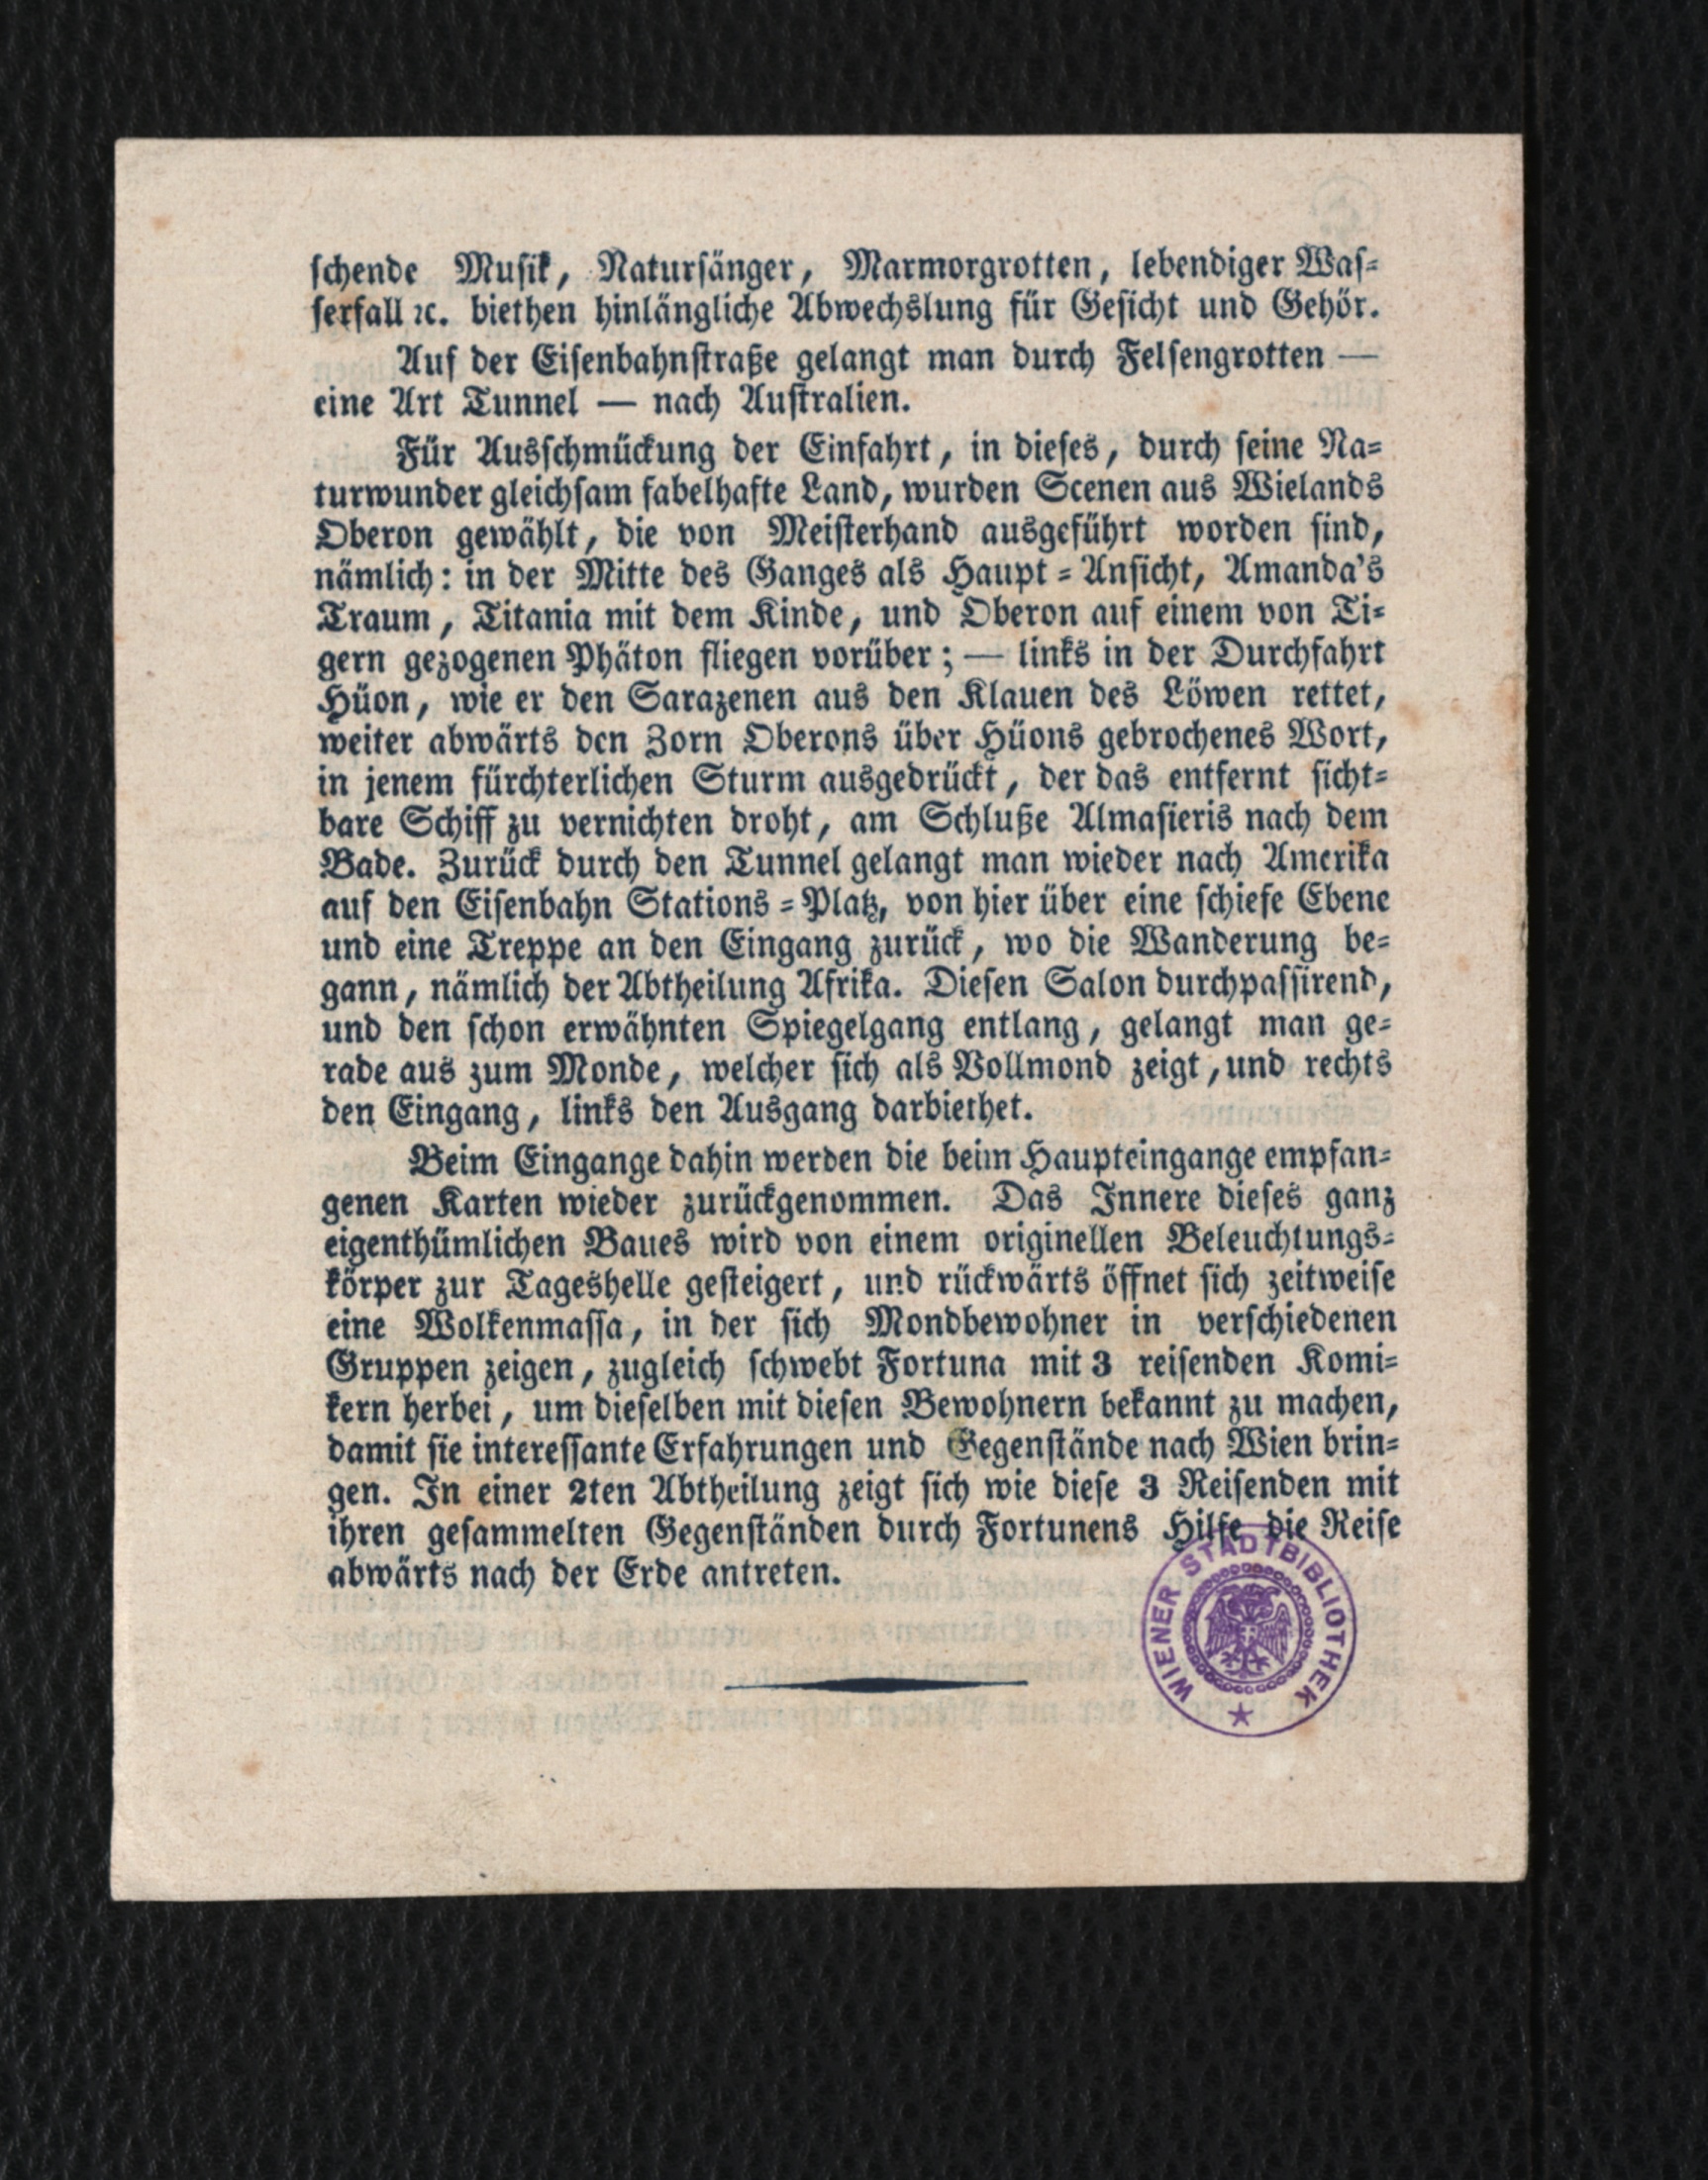 schende Musik, Natursänger, Marmorgrotten, lebendiger Was-
serfall ꝛc. biethen hinlängliche Abwechslung für Gesicht und Gehör.
Auf der Eisenbahnstraße gelangt man durch Felsengrotten —
eine Art Tunnel — nach Australien.
Für Ausschmückung der Einfahrt, in dieses, durch seine Na-
turwunder gleichsam fabelhafte Land, wurden Scenen aus Wielands
Oberon gewählt, die von Meisterhand ausgeführt worden sind,
nämlich: in der Mitte des Ganges als Haupt-Ansicht, Amanda's
Traum, Titania mit dem Kinde, und Oberon auf einem von Ti-
gern gezogenen Phäton fliegen vorüber; — links in der Durchfahrt
Hüon, wie er den Sarazenen aus den Klauen des Löwen rettet,
weiter abwärts den Zorn Oberons über Hüons gebrochenes Wort,
in jenem fürchterlichen Sturm ausgedrückt, der das entfernt sicht-
bare Schiff zu vernichten droht, am Schluße Almasieris nach dem
Bade. Zurück durch den Tunnel gelangt man wieder nach Amerika
auf den Eisenbahn Stations-Platz, von hier über eine schiefe Ebene
und eine Treppe an den Eingang zurück, wo die Wanderung be-
gann, nämlich der Abtheilung Afrika. Diesen Salon durchpassirend,
und den schon erwähnten Spiegelgang entlang, gelangt man ge-
rade aus zum Monde, welcher sich als Vollmond zeigt, und rechts
den Eingang, links den Ausgang darbiethet.
Beim Eingange dahin werden die beim Haupteingange empfan-
genen Karten wieder zurückgenommen. Das Innere dieses ganz
eigenthümlichen Baues wird von einem originellen Beleuchtungs-
körper zur Tageshelle gesteigert, und rückwärts öffnet sich zeitweise
eine Wolkenmassa, in der sich Mondbewohner in verschiedenen
Gruppen zeigen, zugleich schwebt Fortuna mit 3 reisenden Komi-
kern herbei, um dieselben mit diesen Bewohnern bekannt zu machen,
damit sie interessante Erfahrungen und Gegenstände nach Wien brin-
gen. In einer 2ten Abtheilung zeigt sich wie diese 3 Reisenden mit
ihren gesammelten Gegenständen durch Fortunens Hilfe die Reise
abwärts nach der Erde antreten.
WIENER STADTBIBLIOTHEK